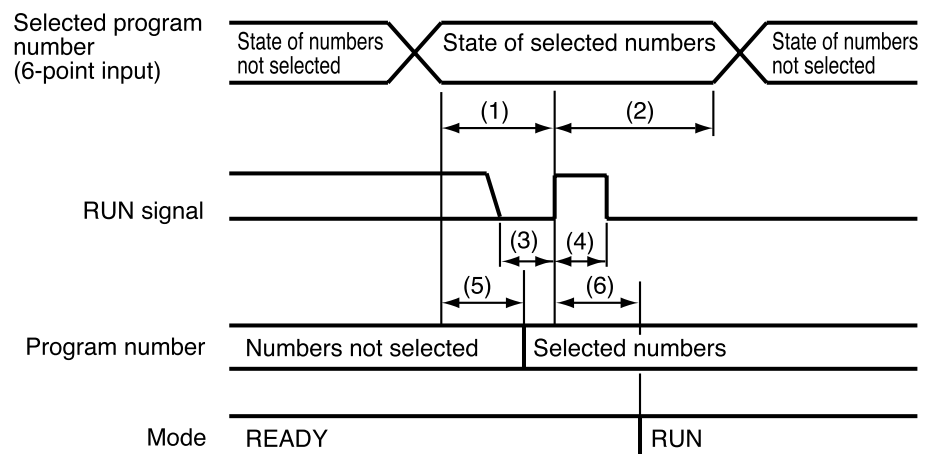 Selected program
number
(6-point input)
State of numbers
not selected
State of selected numbers
State of numbers
not selected
(1)
(2)
RUN signal
(3)
(4)
(5)
(6)
Program number
Numbers not selected
Selected numbers
Mode
READY
RUN